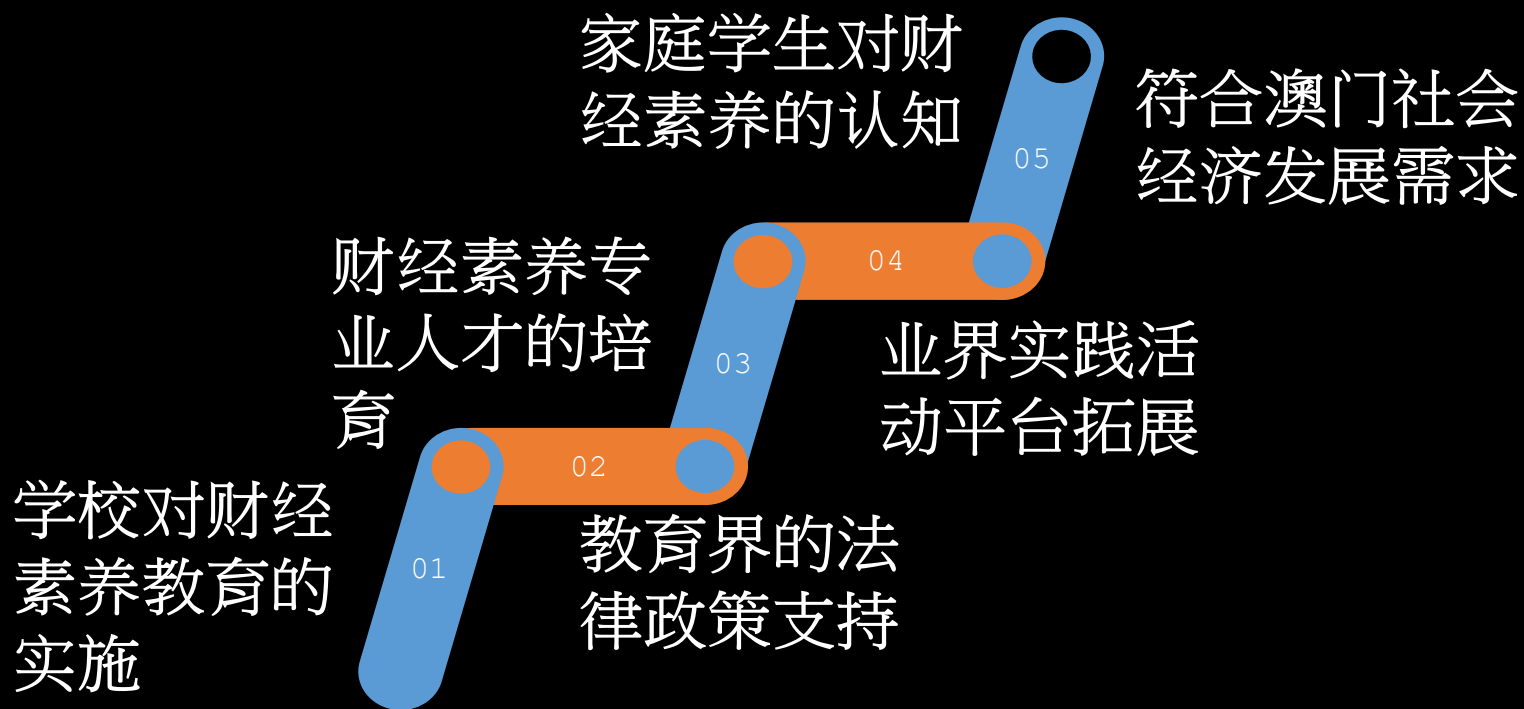 家庭学生对财
经素养的认知
符合澳门社会
经济发展需求
05
04
财经素养专
业人才的培
育
03
业界实践活
动平台拓展
02
学校对财经
素养教育的
实施
01
教育界的法
律政策支持